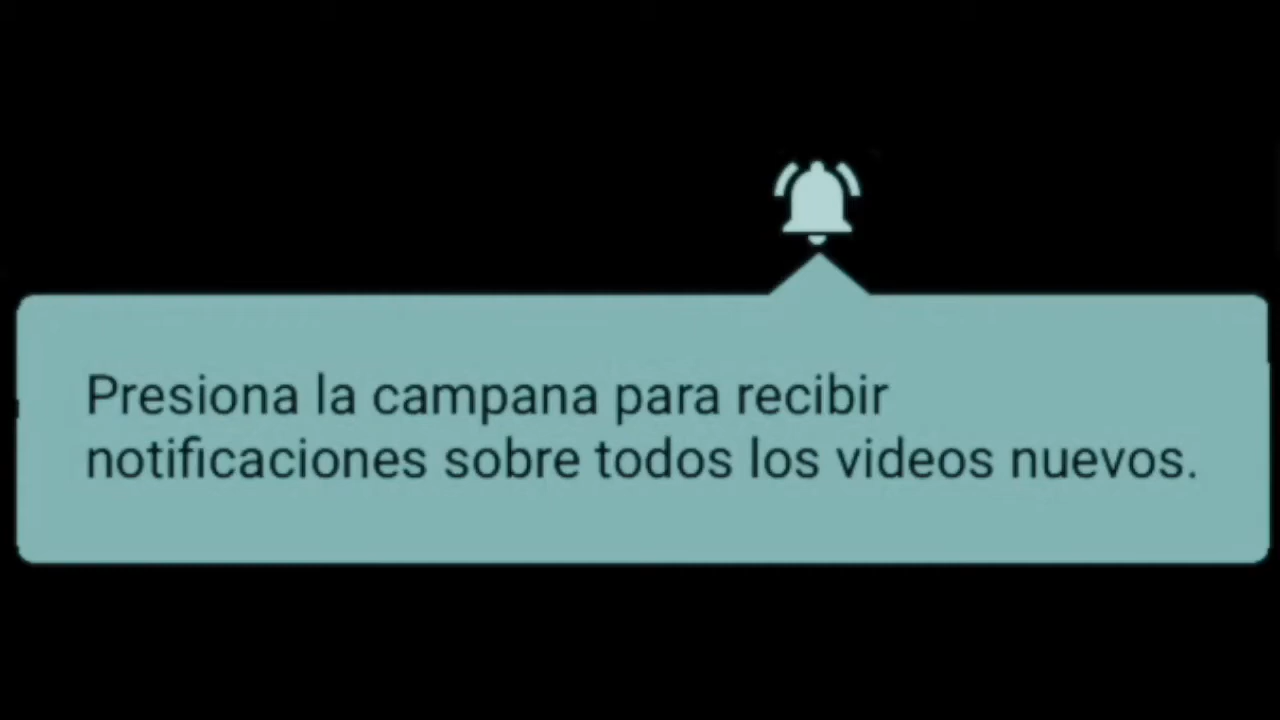 Presiona la campana para recibir
notificaciones sobre todos los videos nuevos.